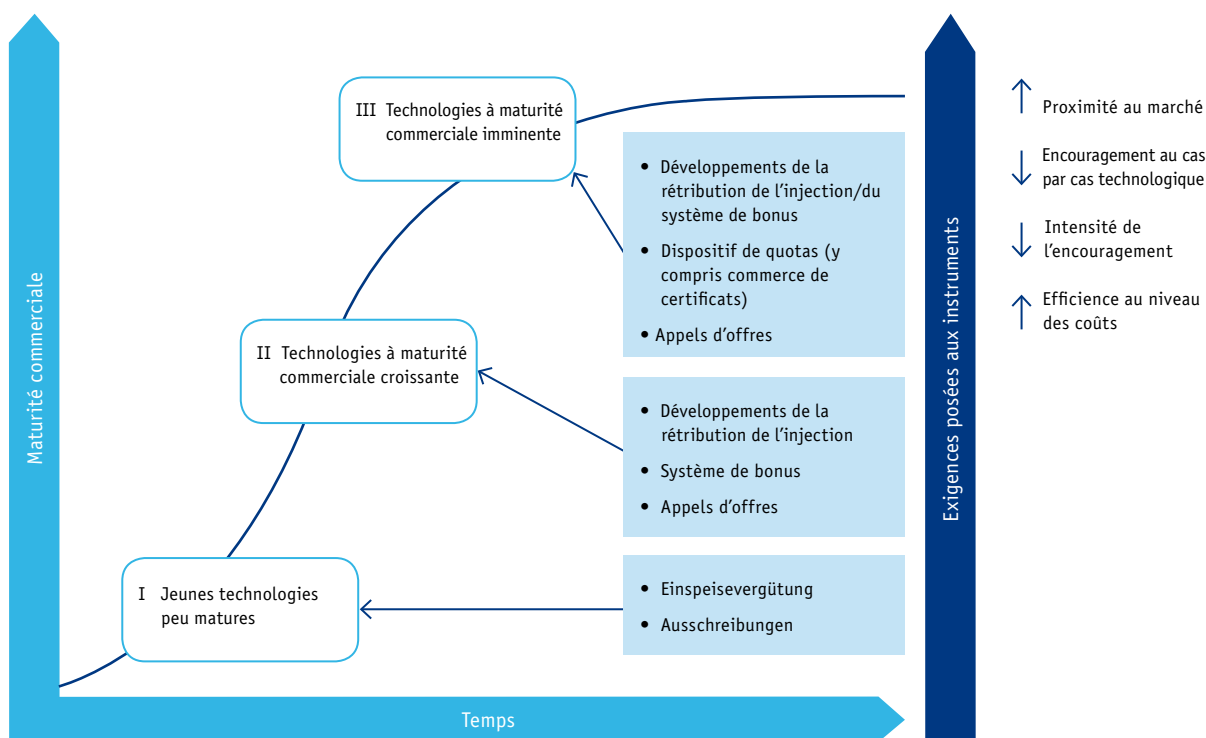 Maturité commerciale
III Technologies à maturité
commerciale imminente
• Développements de la
rétribution de l’injection/du
système de bonus
• Dispositif de quotas (y
compris commerce de
certificats)
• Appels d’offres
II Technologies à maturité
commerciale croissante
• Développements de la
rétribution de l’injection
• Système de bonus
• Appels d’offres
I Jeunes technologies
peu matures
• Einspeisevergütung
• Ausschreibungen
Temps
Exigences posées aux instruments
↑ Proximité au marché
↓ Encouragement au cas
par cas technologique
↓ Intensité de
l’encouragement
↑ Efficience au niveau
des coûts